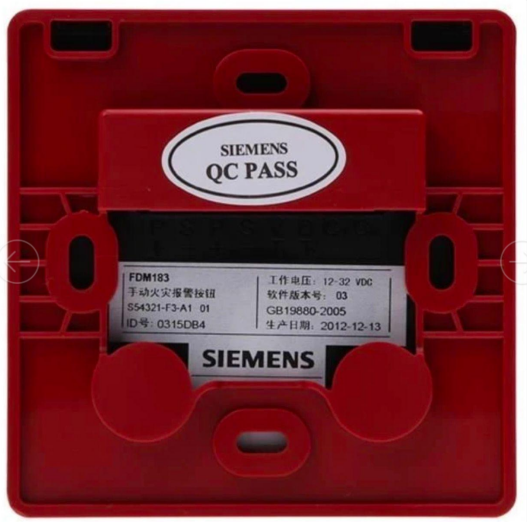 SIEMENS
QC PASS
FDM183
手动火灾报警按钮
S54321-F3-A1 01
ID号: 0315DB4
工作电压: 12-32 VDC
软件版本号: 03
GB19880-2005
生产日期: 2012-12-13
SIEMENS